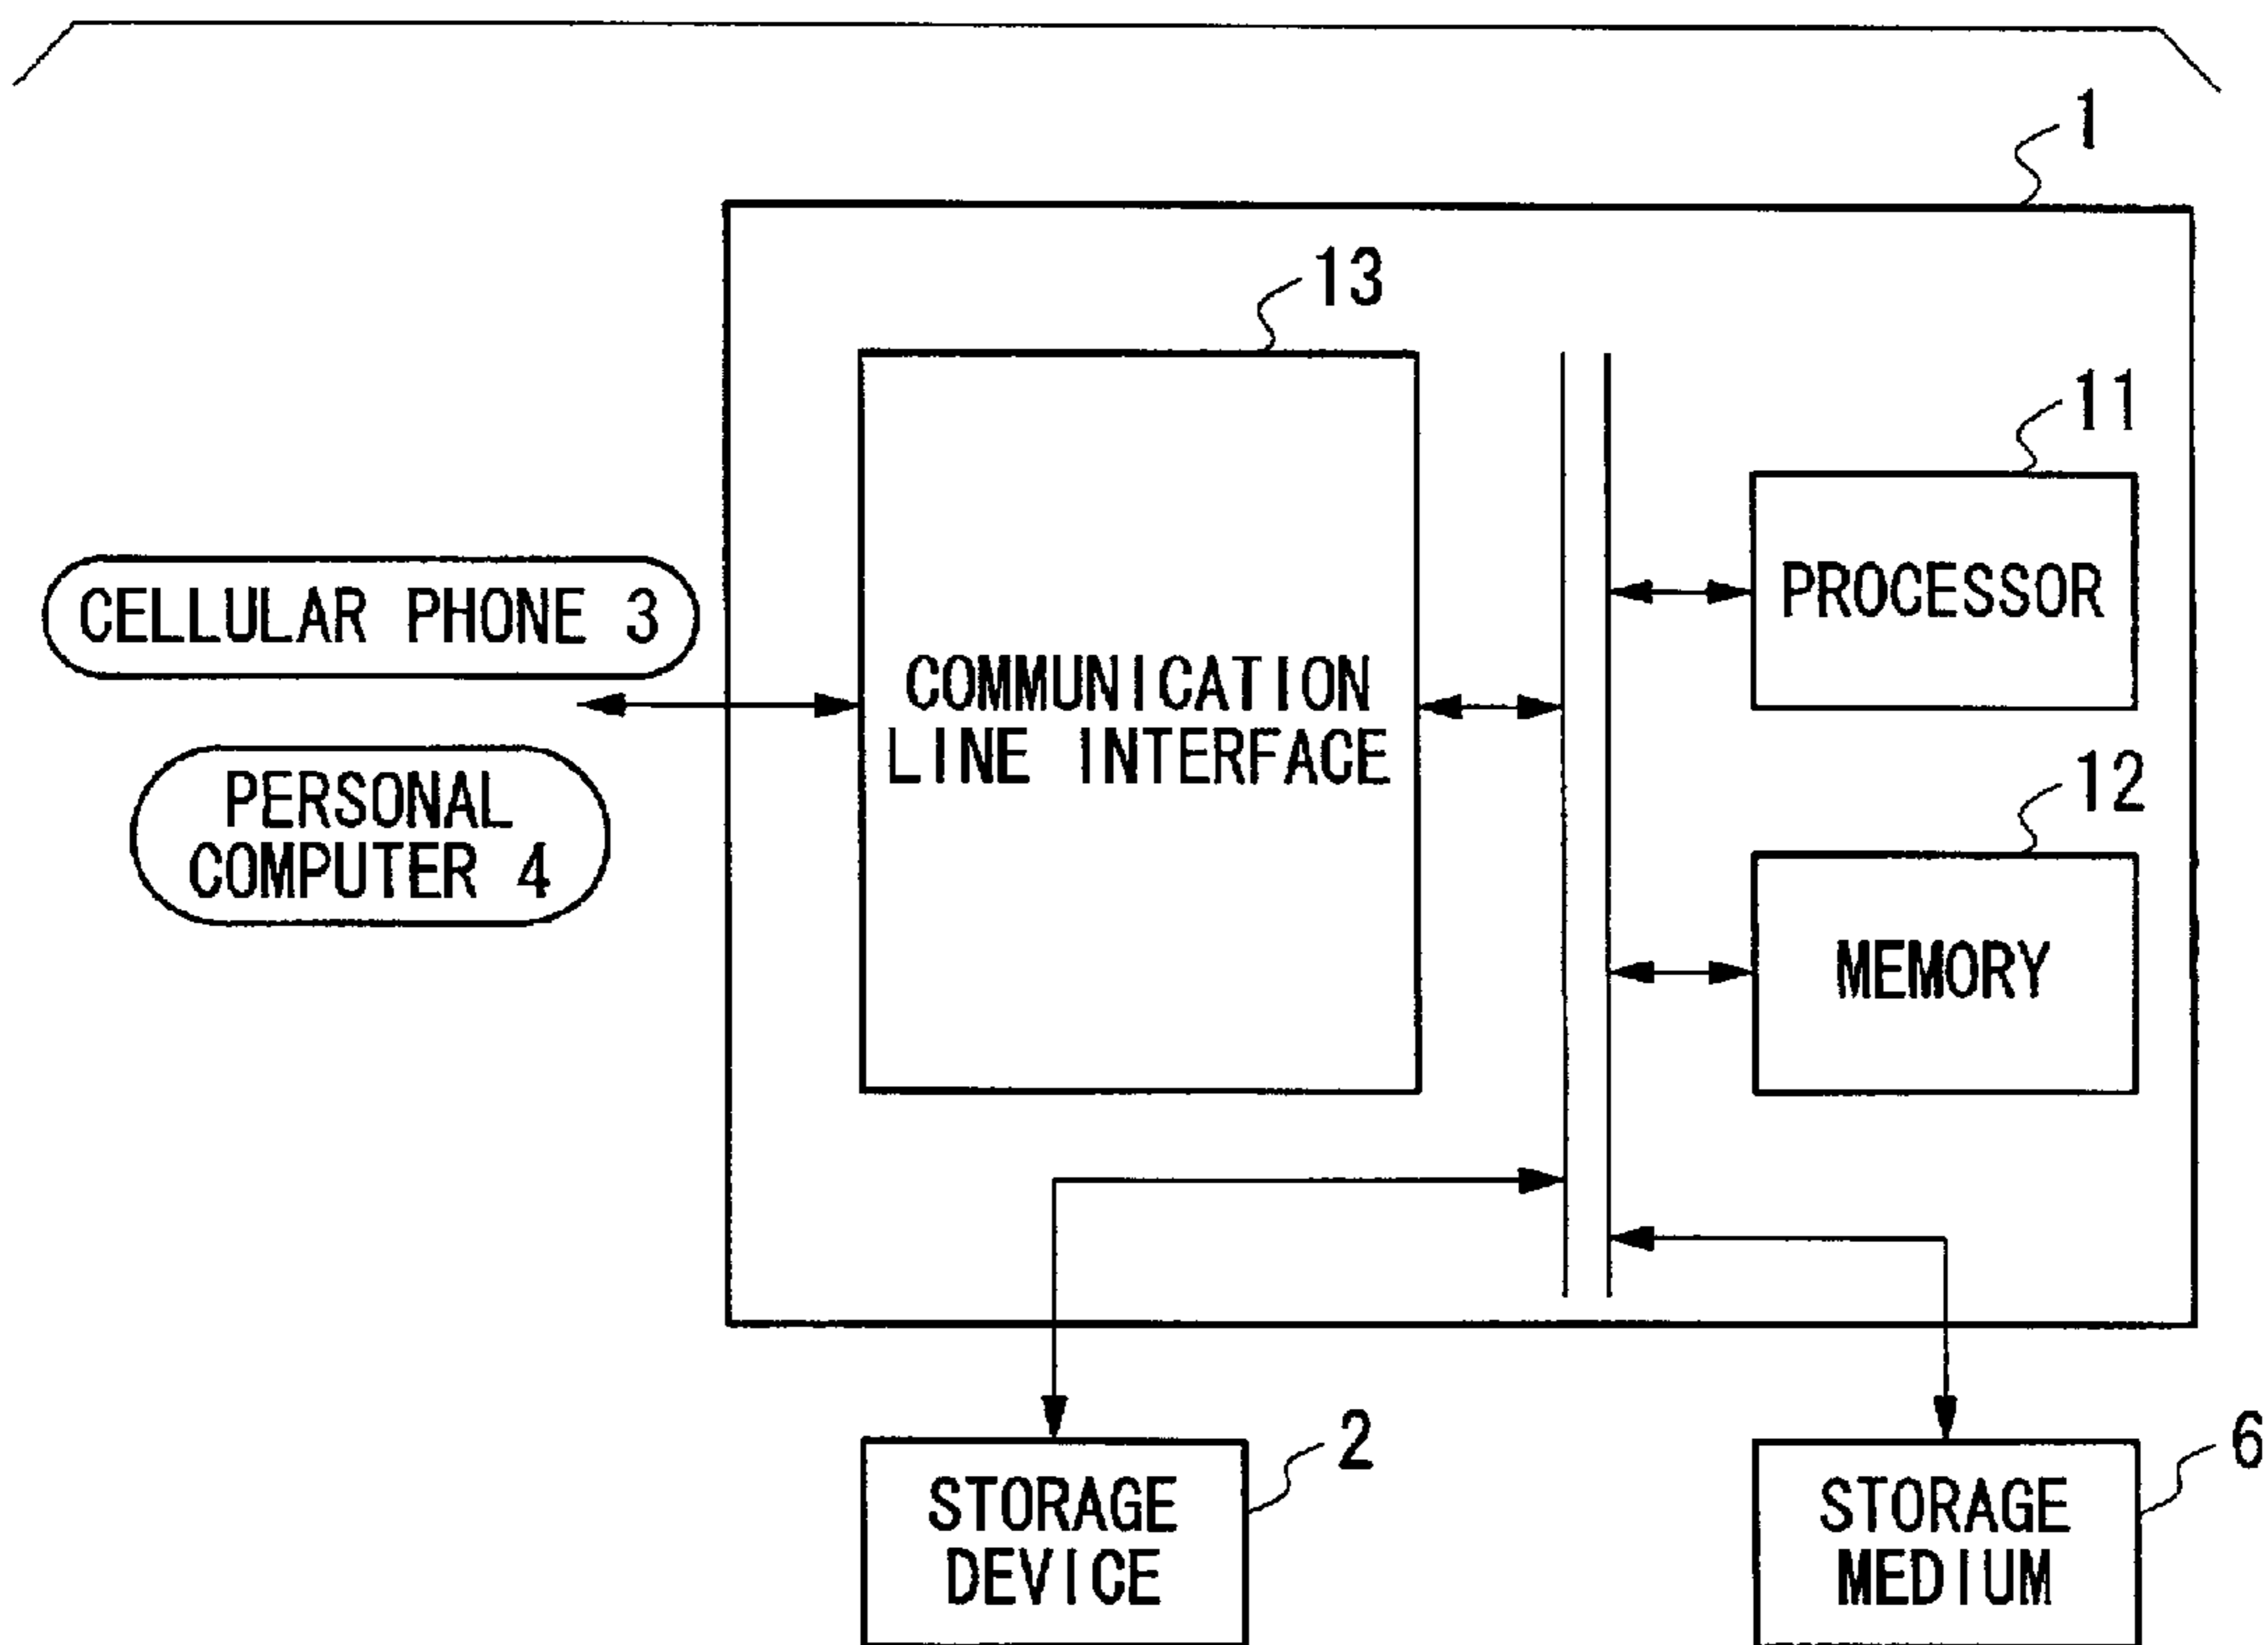 1
13
11
CELLULAR PHONE 3
PROCESSOR
COMMUNICATION
LINE INTERFACE
PERSONAL
COMPUTER 4
12
MEMORY
2
STORAGE
DEVICE
6
STORAGE
MEDIUM